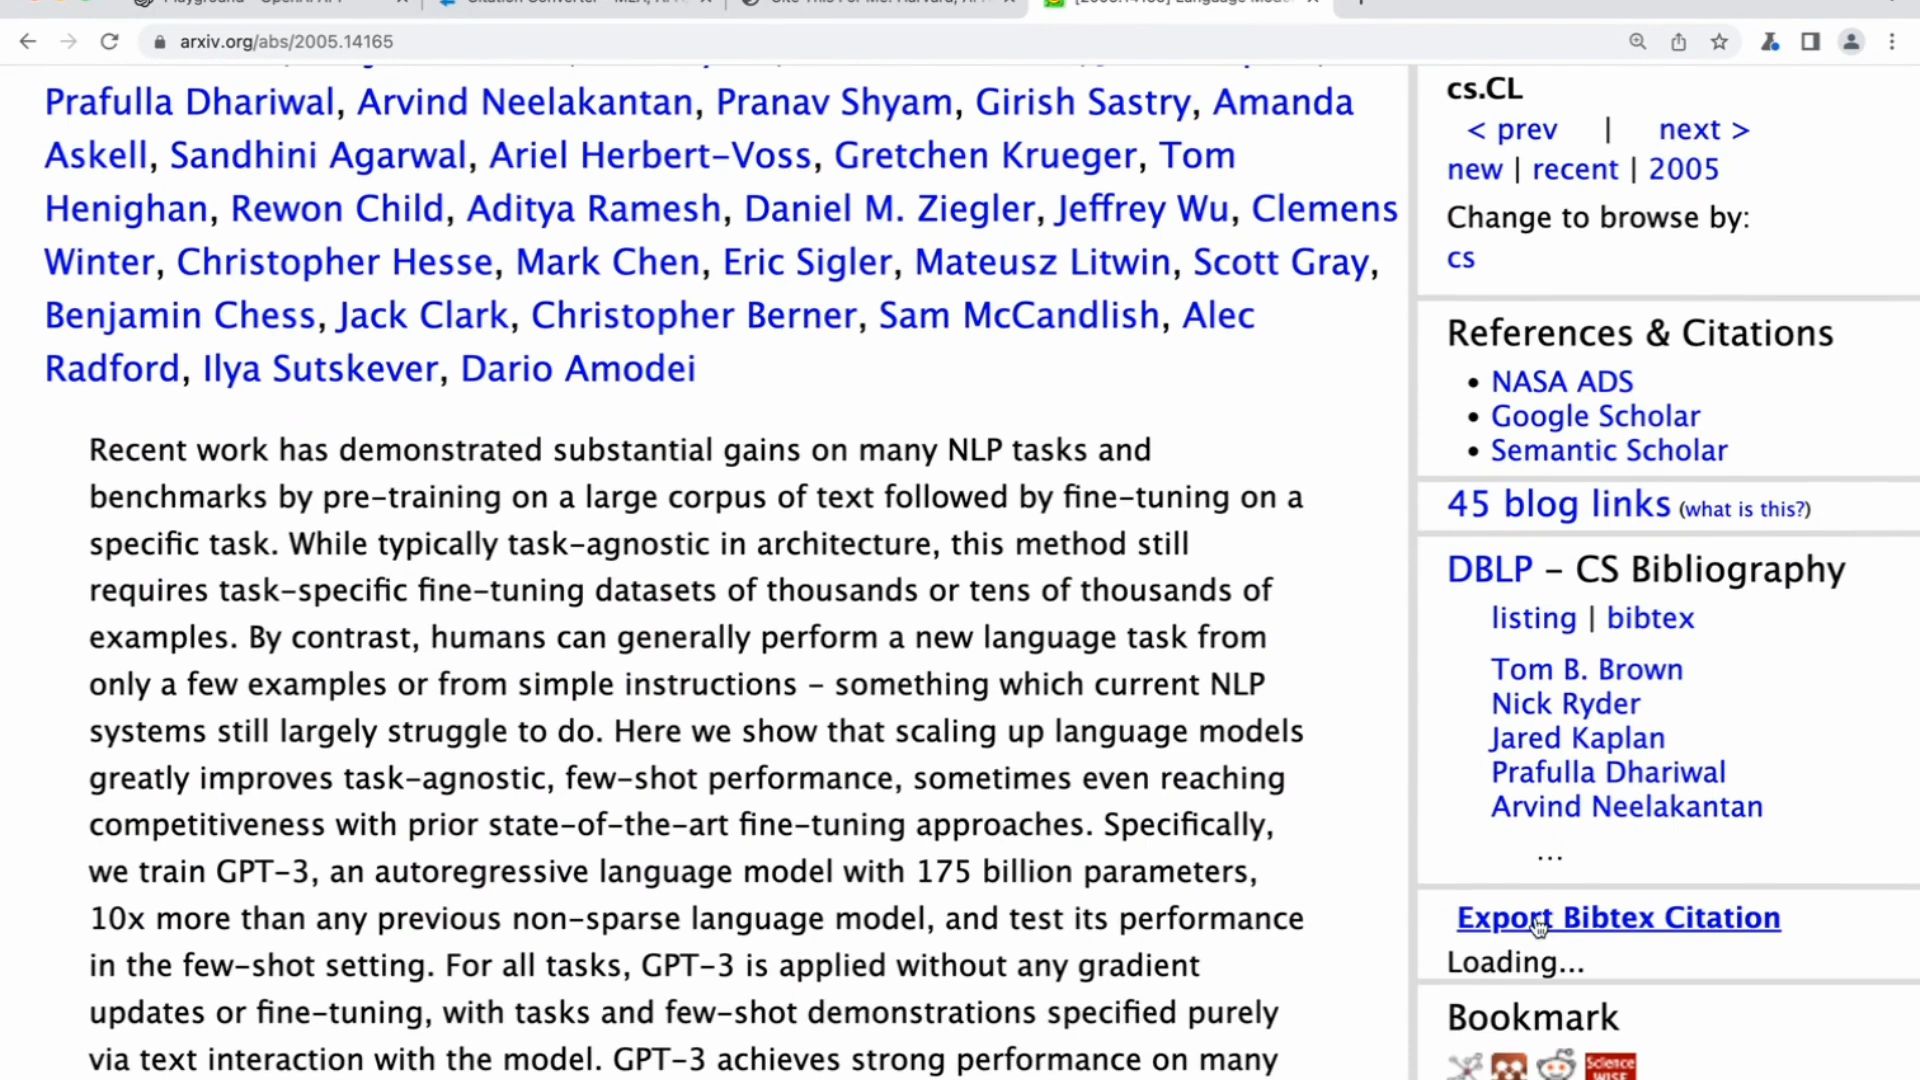 arxiv.org/abs/2005.14165
Prafulla Dhariwal, Arvind Neelakantan, Pranav Shyam, Girish Sastry, Amanda
Askell, Sandhini Agarwal, Ariel Herbert-Voss, Gretchen Krueger, Tom
Henighan, Rewon Child, Aditya Ramesh, Daniel M. Ziegler, Jeffrey Wu, Clemens
Winter, Christopher Hesse, Mark Chen, Eric Sigler, Mateusz Litwin, Scott Gray,
Benjamin Chess, Jack Clark, Christopher Berner, Sam McCandlish, Alec
Radford, Ilya Sutskever, Dario Amodei
Recent work has demonstrated substantial gains on many NLP tasks and
benchmarks by pre-training on a large corpus of text followed by fine-tuning on a
specific task. While typically task-agnostic in architecture, this method still
requires task-specific fine-tuning datasets of thousands or tens of thousands of
examples. By contrast, humans can generally perform a new language task from
only a few examples or from simple instructions - something which current NLP
systems still largely struggle to do. Here we show that scaling up language models
greatly improves task-agnostic, few-shot performance, sometimes even reaching
competitiveness with prior state-of-the-art fine-tuning approaches. Specifically,
we train GPT-3, an autoregressive language model with 175 billion parameters,
10x more than any previous non-sparse language model, and test its performance
in the few-shot setting. For all tasks, GPT-3 is applied without any gradient
updates or fine-tuning, with tasks and few-shot demonstrations specified purely
via text interaction with the model. GPT-3 achieves strong performance on many
cs.CL
< prev | next >
new | recent | 2005
Change to browse by:
cs
References & Citations
• NASA ADS
• Google Scholar
• Semantic Scholar
45 blog links (what is this?)
DBLP - CS Bibliography
listing | bibtex
Tom B. Brown
Nick Ryder
Jared Kaplan
Prafulla Dhariwal
Arvind Neelakantan
...
Export Bibtex Citation
Loading...
Bookmark
Science
WISE